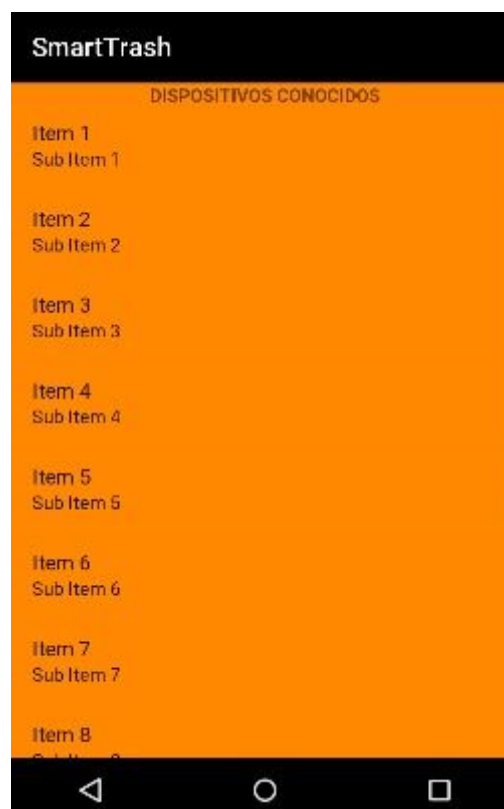 SmartTrash
DISPOSITIVOS CONOCIDOS
Item 1
Sub Item 1
Item 2
Sub Item 2
Item 3
Sub Item 3
Item 4
Sub Item 4
Item 5
Sub Item 5
Item 6
Sub Item 6
Item 7
Sub Item 7
Item 8